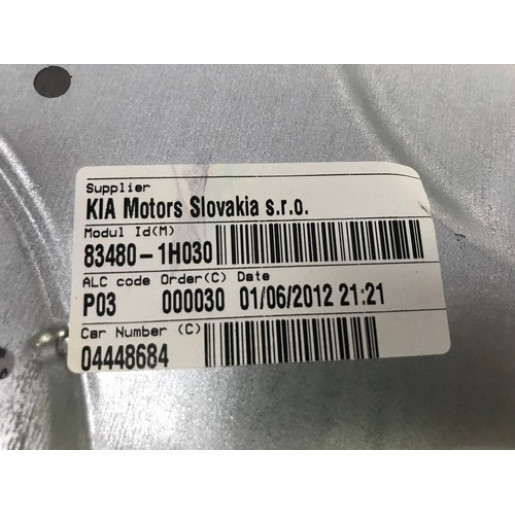 Supplier
KIA Motors Slovakia s.r.o.
Modul Id(M)
83480-1H030
ALC code Order(C) Date
P03 000030 01/06/2012 21:21
Car Number (C)
04448684